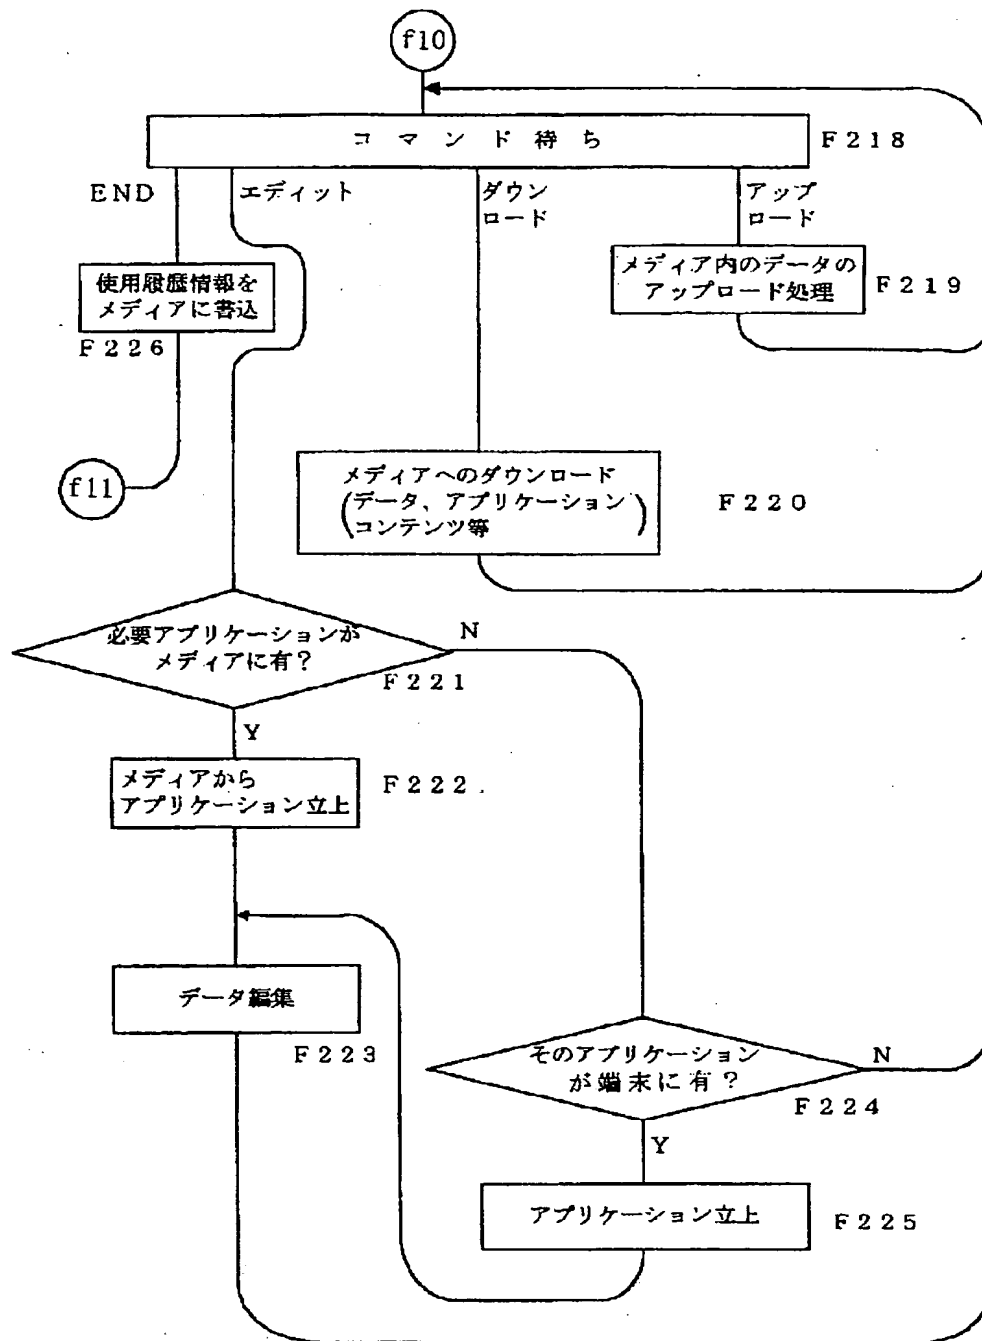 f10
コマンド待ち
F218
END
エディット
ダウン
ロード
アップ
ロード
使用履歴情報を
メディアに書込
F226
メディア内のデータの
アップロード処理
F219
f11
メディアへのダウンロード
(データ、アプリケーション)
コンテンツ等
F220
必要アプリケーションが
メディアに有?
N
F221
Y
メディアから
アプリケーション立上
F222
データ編集
F223
そのアプリケーション
が端末に有?
N
F224
Y
アプリケーション立上
F225